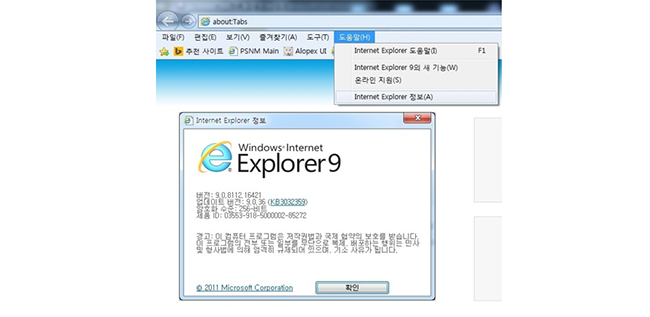 about:Tabs
파일(F) 편집(E) 보기(V) 즐겨찾기(A) 도구(T) 도움말(H)
추천 사이트 PSNM Main Alopex UI
Internet Explorer 도움말(I) F1
Internet Explorer 9의 새 기능(W)
온라인 지원(S)
Internet Explorer 정보(A)
Internet Explorer 정보
Windows Internet
Explorer 9
버전: 9.0.8112.16421
업데이트 버전: 9.0.36 (KB3032359)
암호화 수준: 256-비트
제품 ID: 03553-918-5000002-85272
경고: 이 컴퓨터 프로그램은 저작권법과 국제 협약의 보호를 받습니다.
이 프로그램의 전부 또는 일부를 무단으로 복제, 배포하는 행위는 민사
및 형사법에 의해 엄격히 규제되어 있으며, 기소 사유가 됩니다.
© 2011 Microsoft Corporation
확인